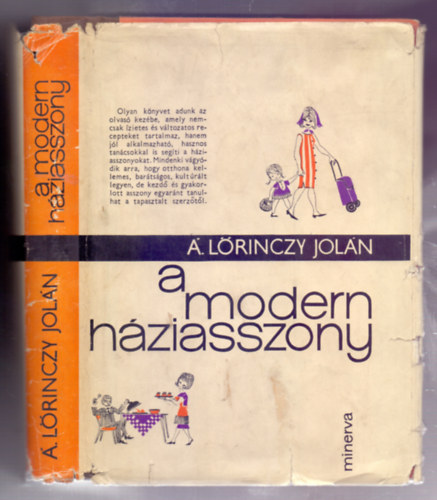 a modern
háziasszony
Á. LŐRINCZY JOLÁN
Olyan könyvet adunk az
olvasó kezébe, amely nem-
csak ízletes és változatos re-
cepteket tartalmaz, hanem
jól alkalmazható, hasznos
tanácsokkal is segíti a házi-
asszonyokat. Mindenki vágyó-
dik arra, hogy otthona kel-
lemes, barátságos, kultúrált
legyen, de kezdő és gyakor-
lott asszony egyaránt tanul-
hat a tapasztalt szerzőtől.
Á. LŐRINCZY JOLÁN
a
modern
háziasszony
minerva